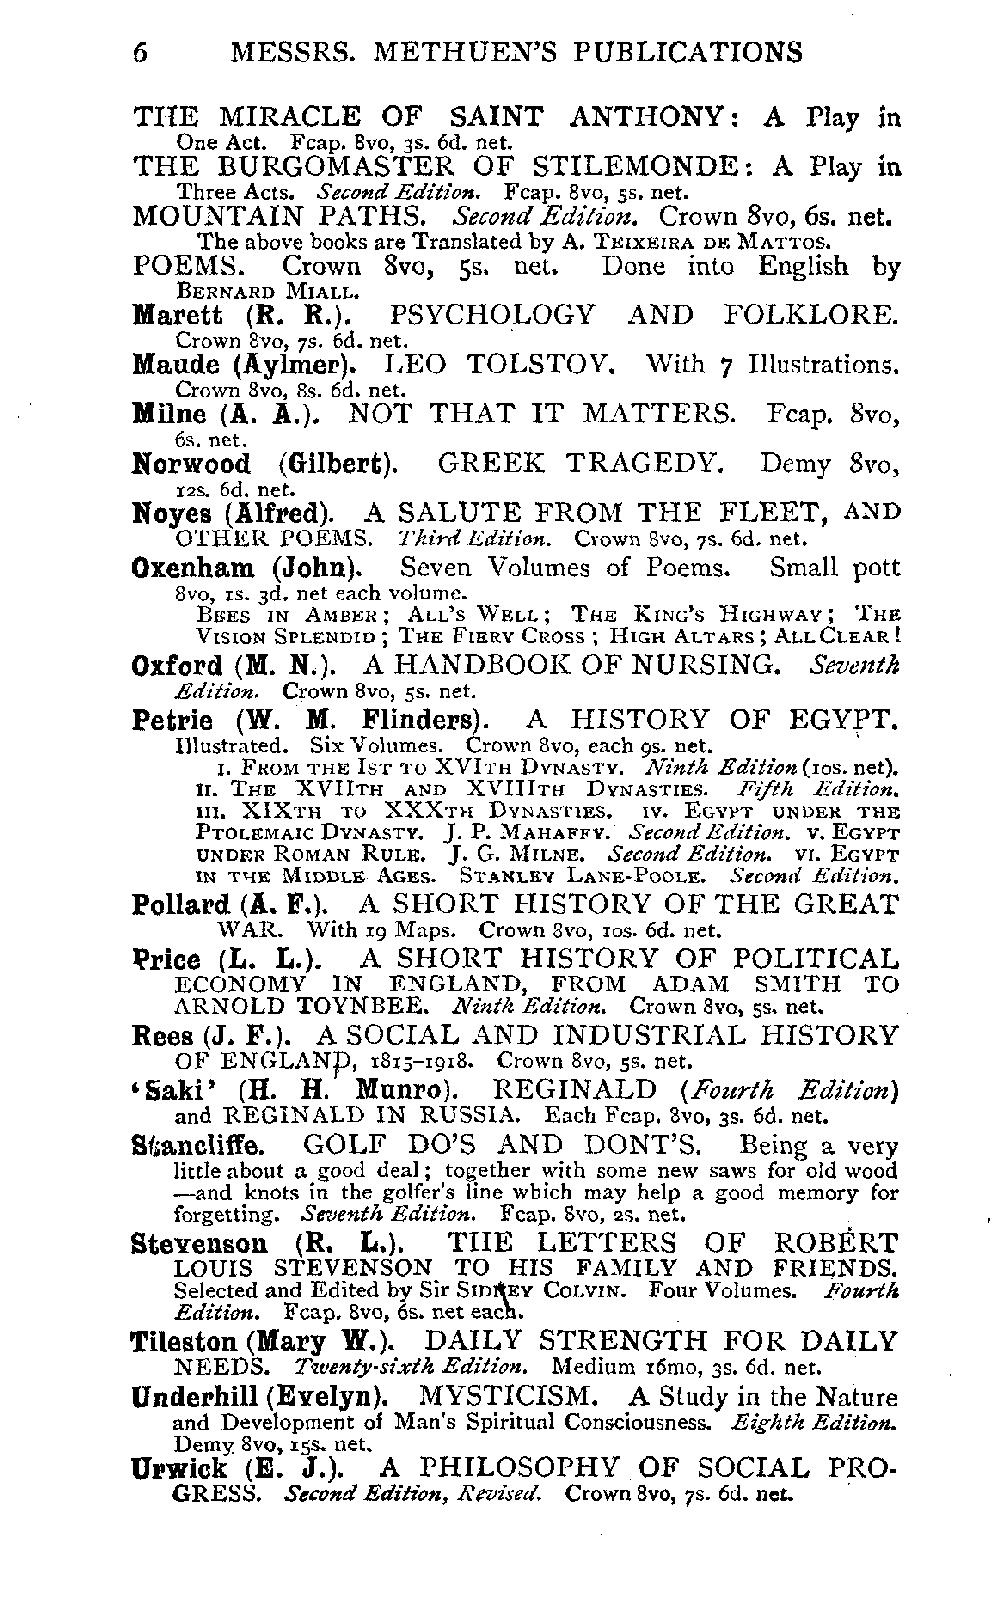 6 MESSRS. METHUEN'S PUBLICATIONS
THE MIRACLE OF SAINT ANTHONY: A Play in
One Act. Fcap. 8vo, 3s. 6d. net.
THE BURGOMASTER OF STILEMONDE: A Play in
Three Acts. Second Edition. Fcap. 8vo, 5s. net.
MOUNTAIN PATHS. Second Edition. Crown 8vo, 6s. net.
The above books are Translated by A. TEIXEIRA DE MATTOS.
POEMS. Crown 8vo, 5s. net. Done into English by
BERNARD MIALL.
Marett (R. R.). PSYCHOLOGY AND FOLKLORE.
Crown 8vo, 7s. 6d. net.
Maude (Aylmer). LEO TOLSTOY. With 7 Illustrations.
Crown 8vo, 8s. 6d. net.
Milne (A. A.). NOT THAT IT MATTERS. Fcap. 8vo,
6s. net.
Norwood (Gilbert). GREEK TRAGEDY. Demy 8vo,
12s. 6d. net.
Noyes (Alfred). A SALUTE FROM THE FLEET, AND
OTHER POEMS. Third Edition. Crown 8vo, 7s. 6d. net.
Oxenham (John). Seven Volumes of Poems. Small pott
8vo, 1s. 3d. net each volume.
BEES IN AMBER; ALL'S WELL; THE KING'S HIGHWAY; THE
VISION SPLENDID; THE FIERY CROSS; HIGH ALTARS; ALL CLEAR!
Oxford (M. N.). A HANDBOOK OF NURSING. Seventh
Edition. Crown 8vo, 5s. net.
Petrie (W. M. Flinders). A HISTORY OF EGYPT.
Illustrated. Six Volumes. Crown 8vo, each 9s. net.
I. FROM THE IST TO XVITH DYNASTY. Ninth Edition (10s. net).
II. THE XVIITH AND XVIIITH DYNASTIES. Fifth Edition.
III. XIXTH TO XXXTH DYNASTIES. IV. EGYPT UNDER THE
PTOLEMAIC DYNASTY. J. P. MAHAFFY. Second Edition. V. EGYPT
UNDER ROMAN RULE. J. G. MILNE. Second Edition. VI. EGYPT
IN THE MIDDLE AGES. STANLEY LANE-POOLE. Second Edition.
Pollard (A. F.). A SHORT HISTORY OF THE GREAT
WAR. With 19 Maps. Crown 8vo, 10s. 6d. net.
Price (L. L.). A SHORT HISTORY OF POLITICAL
ECONOMY IN ENGLAND, FROM ADAM SMITH TO
ARNOLD TOYNBEE. Ninth Edition. Crown 8vo, 5s. net.
Rees (J. F.). A SOCIAL AND INDUSTRIAL HISTORY
OF ENGLAND, 1815–1918. Crown 8vo, 5s. net.
'Saki' (H. H. Munro). REGINALD (Fourth Edition)
and REGINALD IN RUSSIA. Each Fcap. 8vo, 3s. 6d. net.
Stancliffe. GOLF DO'S AND DONT'S. Being a very
little about a good deal; together with some new saws for old wood
—and knots in the golfer's line which may help a good memory for
forgetting. Seventh Edition. Fcap. 8vo, 2s. net.
Stevenson (R. L.). THE LETTERS OF ROBERT
LOUIS STEVENSON TO HIS FAMILY AND FRIENDS.
Selected and Edited by Sir SIDNEY COLVIN. Four Volumes. Fourth
Edition. Fcap. 8vo, 6s. net each.
Tileston (Mary W.). DAILY STRENGTH FOR DAILY
NEEDS. Twenty-sixth Edition. Medium 16mo, 3s. 6d. net.
Underhill (Evelyn). MYSTICISM. A Study in the Nature
and Development of Man's Spiritual Consciousness. Eighth Edition.
Demy 8vo, 15s. net.
Urwick (E. J.). A PHILOSOPHY OF SOCIAL PRO-
GRESS. Second Edition, Revised. Crown 8vo, 7s. 6d. net.